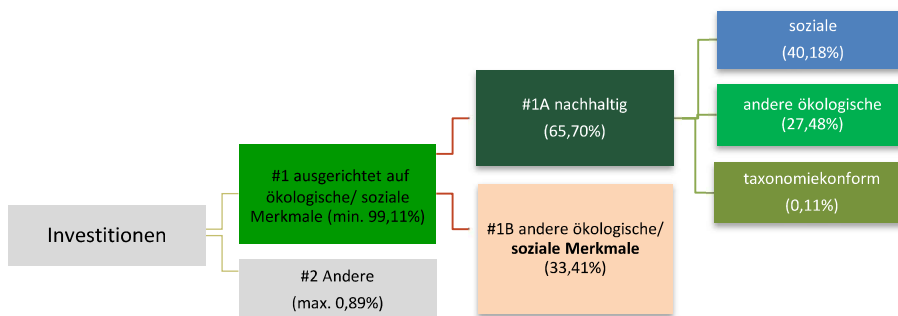 Investitionen
#1 ausgerichtet auf
ökologische/ soziale
Merkmale (min. 99,11%)
#2 Andere
(max. 0,89%)
#1A nachhaltig
(65,70%)
#1B andere ökologische/
soziale Merkmale
(33,41%)
soziale
(40,18%)
andere ökologische
(27,48%)
taxonomiekonform
(0,11%)